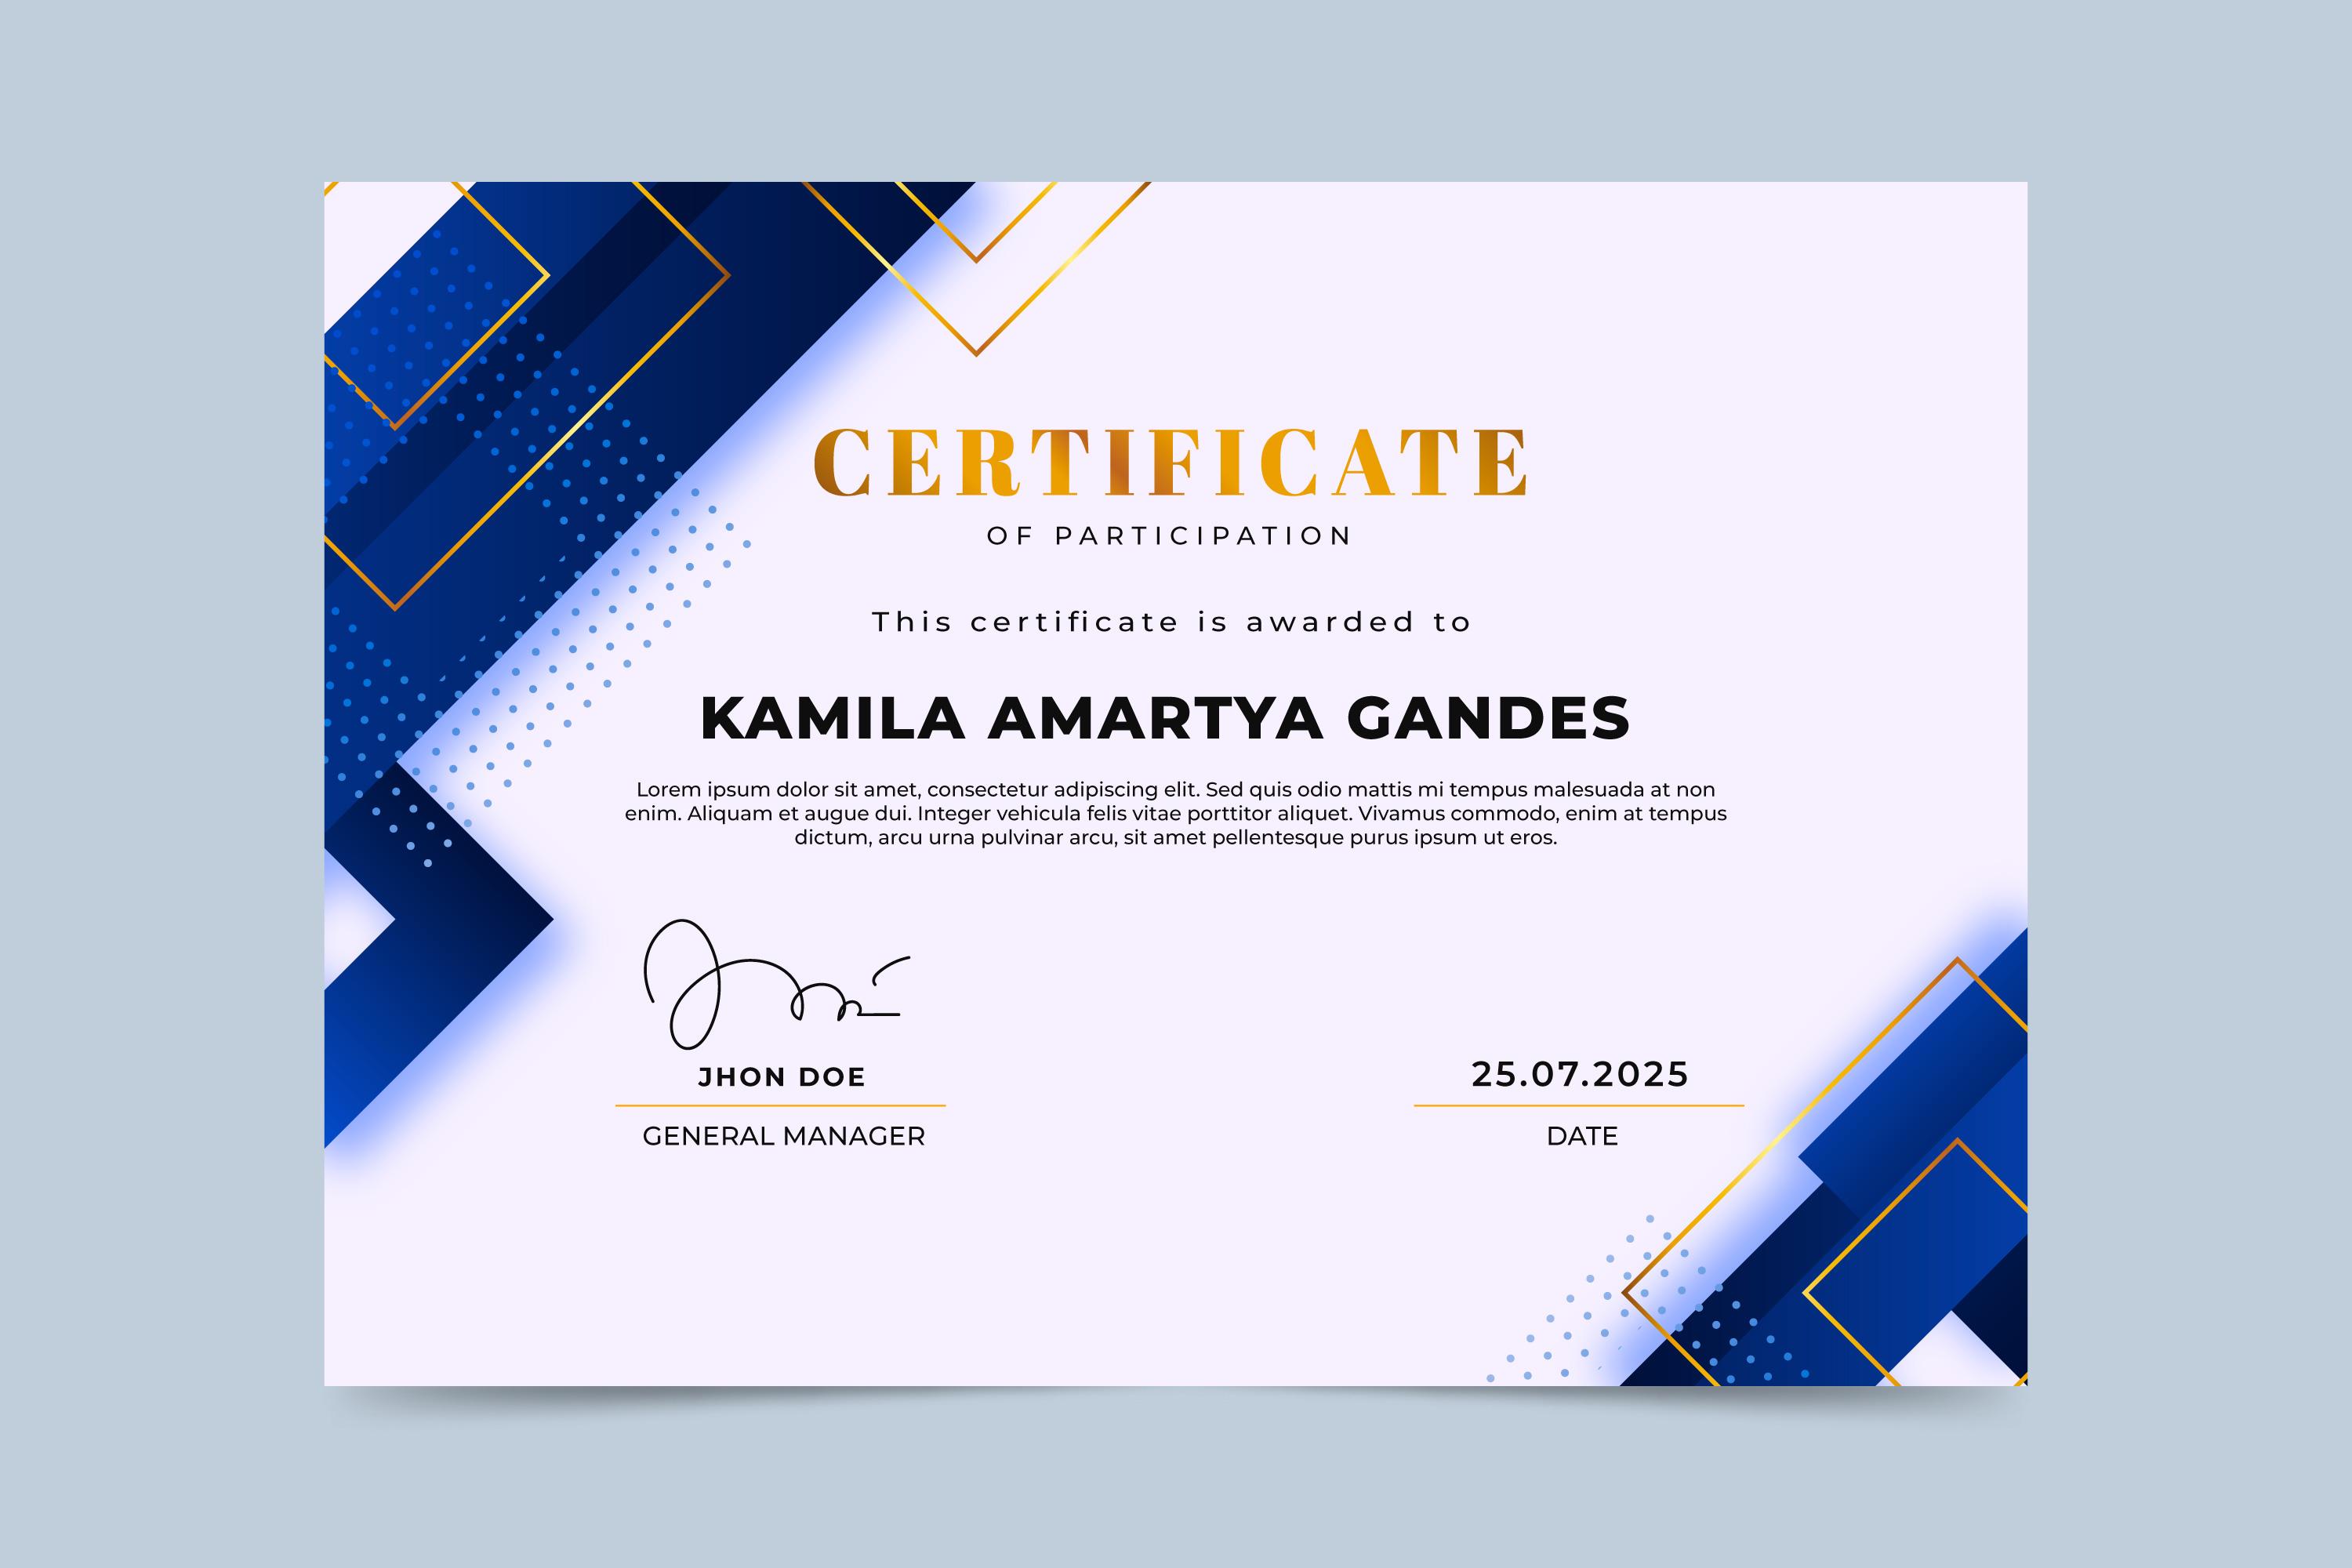 CERTIFICATE
OF PARTICIPATION
This certificate is awarded to
KAMILA AMARTYA GANDES
Lorem ipsum dolor sit amet, consectetur adipiscing elit. Sed quis odio mattis mi tempus malesuada at non
enim. Aliquam et augue dui. Integer vehicula felis vitae porttitor aliquet. Vivamus commodo, enim at tempus
dictum, arcu urna pulvinar arcu, sit amet pellentesque purus ipsum ut eros.
JHON DOE
GENERAL MANAGER
25.07.2025
DATE